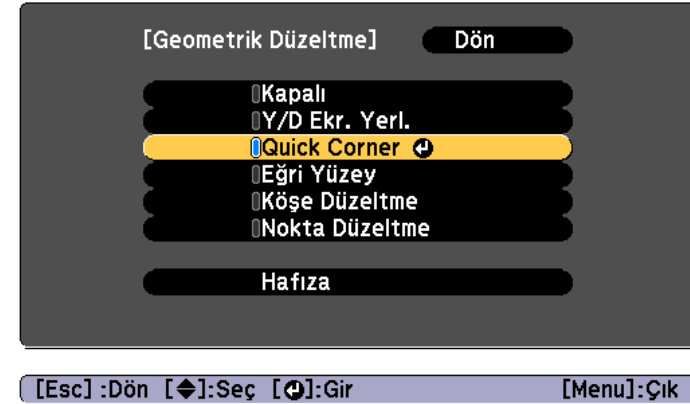 [Geometrik Düzeltme] Dön
Kapalı
Y/D Ekr. Yerl.
Quick Corner
Eğri Yüzey
Köşe Düzeltme
Nokta Düzeltme
Hafıza
[Esc] :Dön [◆]:Seç [↵]:Gir [Menu]:Çık